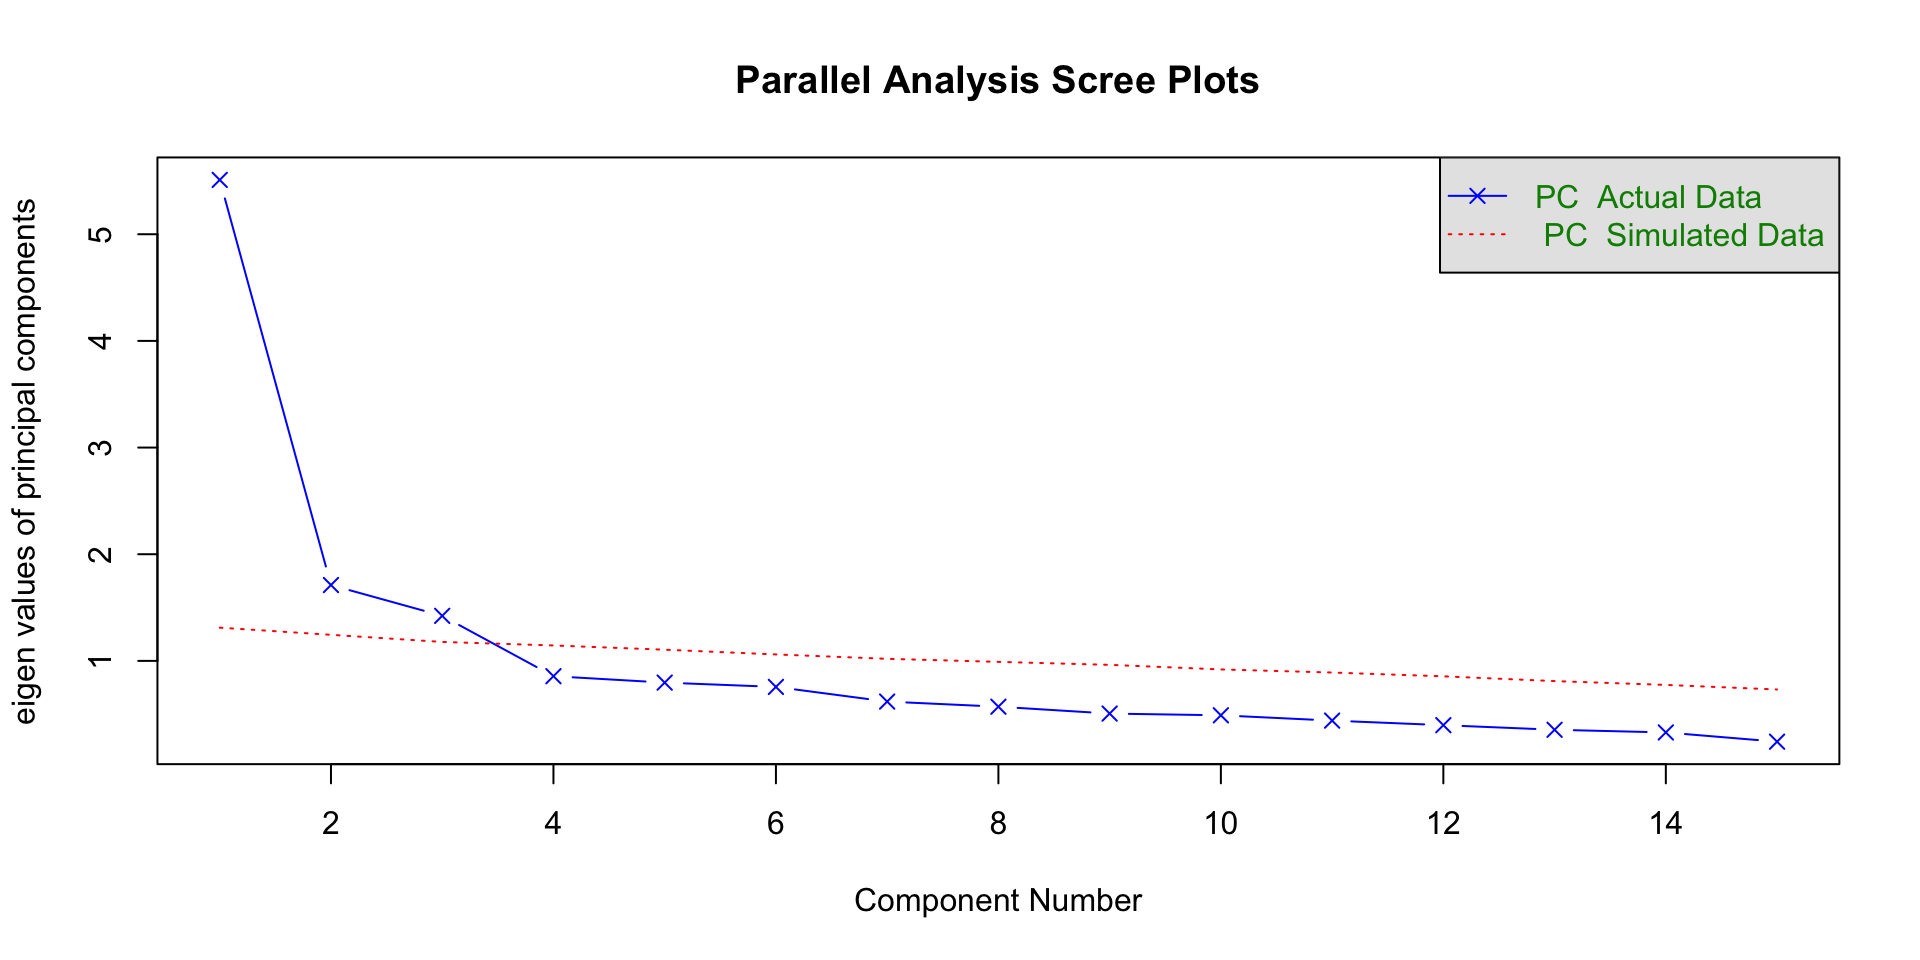 Parallel Analysis Scree Plots
PC  Actual Data
PC  Simulated Data
eigen values of principal components
5
4
3
2
1
2 4 6 8 10 12 14
Component Number